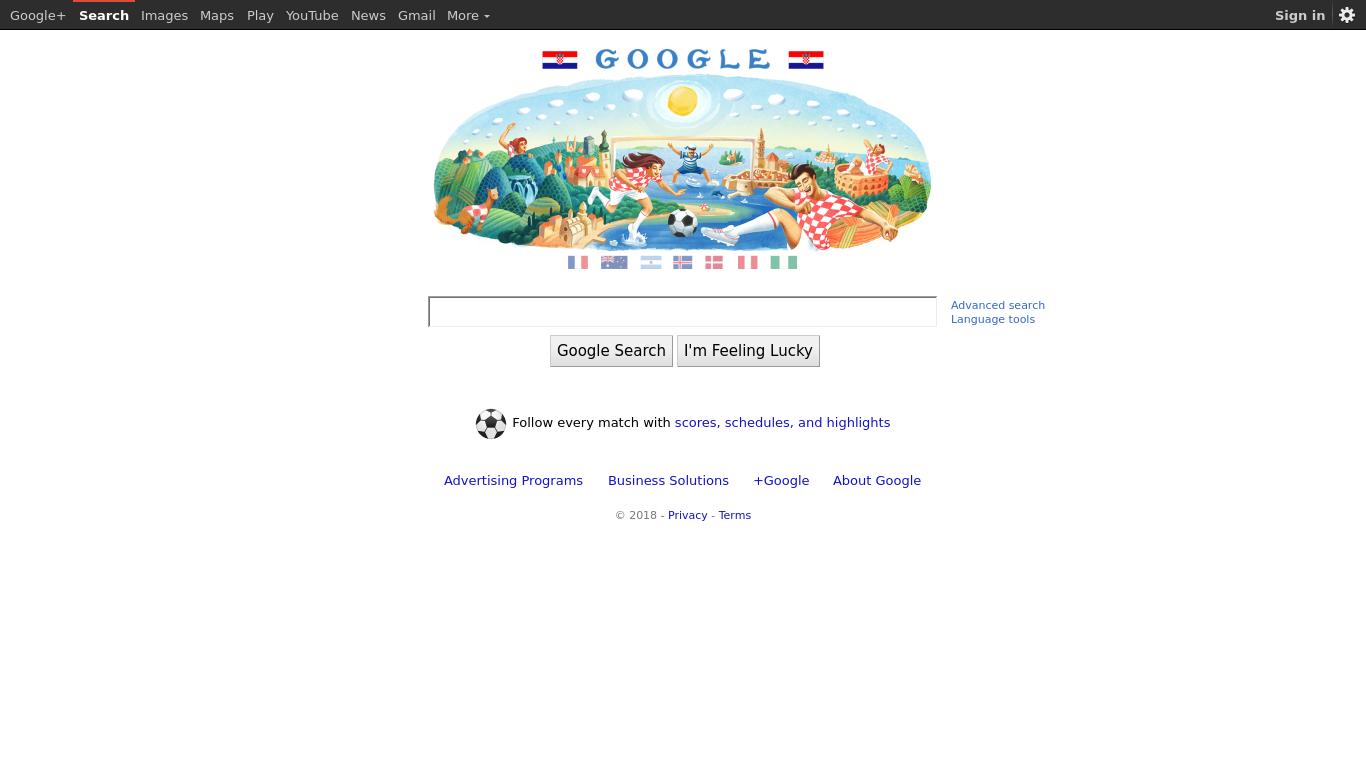 Google+ Search Images Maps Play YouTube News Gmail More Sign in
GOOGLE
Advanced search
Language tools
Google Search I'm Feeling Lucky
Follow every match with scores, schedules, and highlights
Advertising Programs Business Solutions +Google About Google
© 2018 - Privacy - Terms